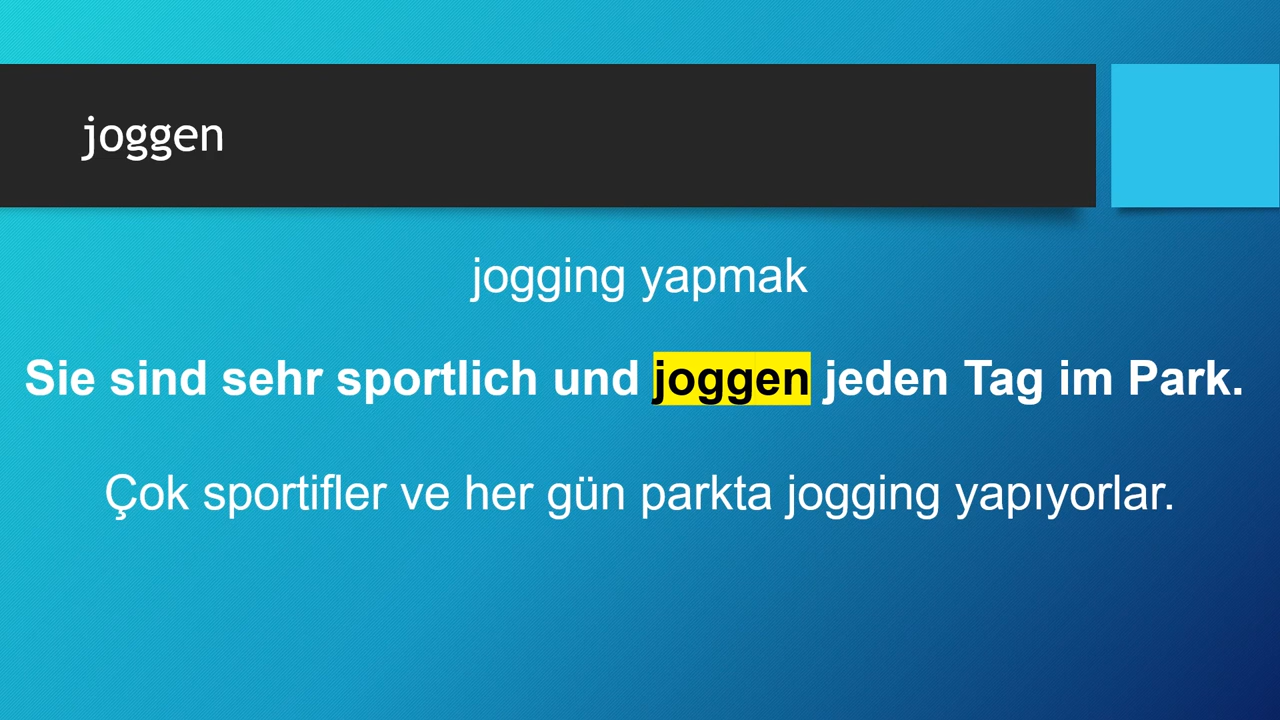 joggen
jogging yapmak
Sie sind sehr sportlich und joggen jeden Tag im Park.
Çok sportifler ve her gün parkta jogging yapıyorlar.